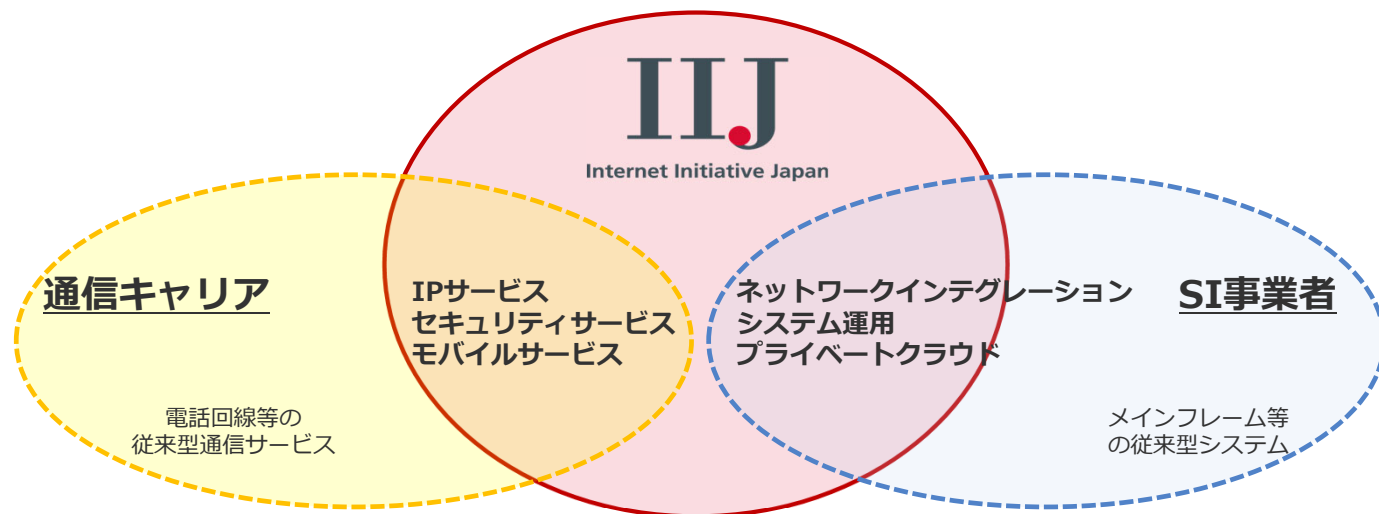 IIJ
Internet Initiative Japan
通信キャリア
IPサービス
セキュリティサービス
モバイルサービス
ネットワークインテグレーション
システム運用
プライベートクラウド
SI事業者
電話回線等の
従来型通信サービス
メインフレーム等
の従来型システム